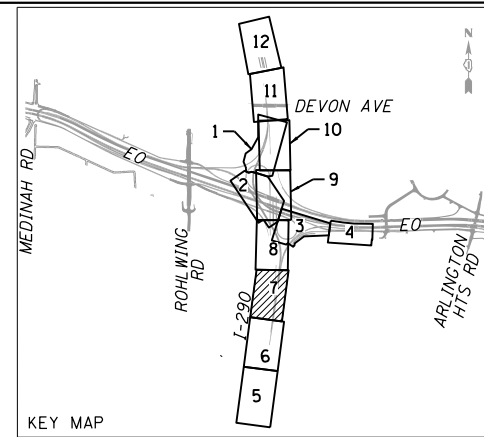 12
N
11
DEVON AVE
1
10
EO
MEDINAH RD
2
9
ROHLWING
RD
3
4
EO
8
ARLINGTON
HTS RD
7
I-290
6
5
KEY MAP